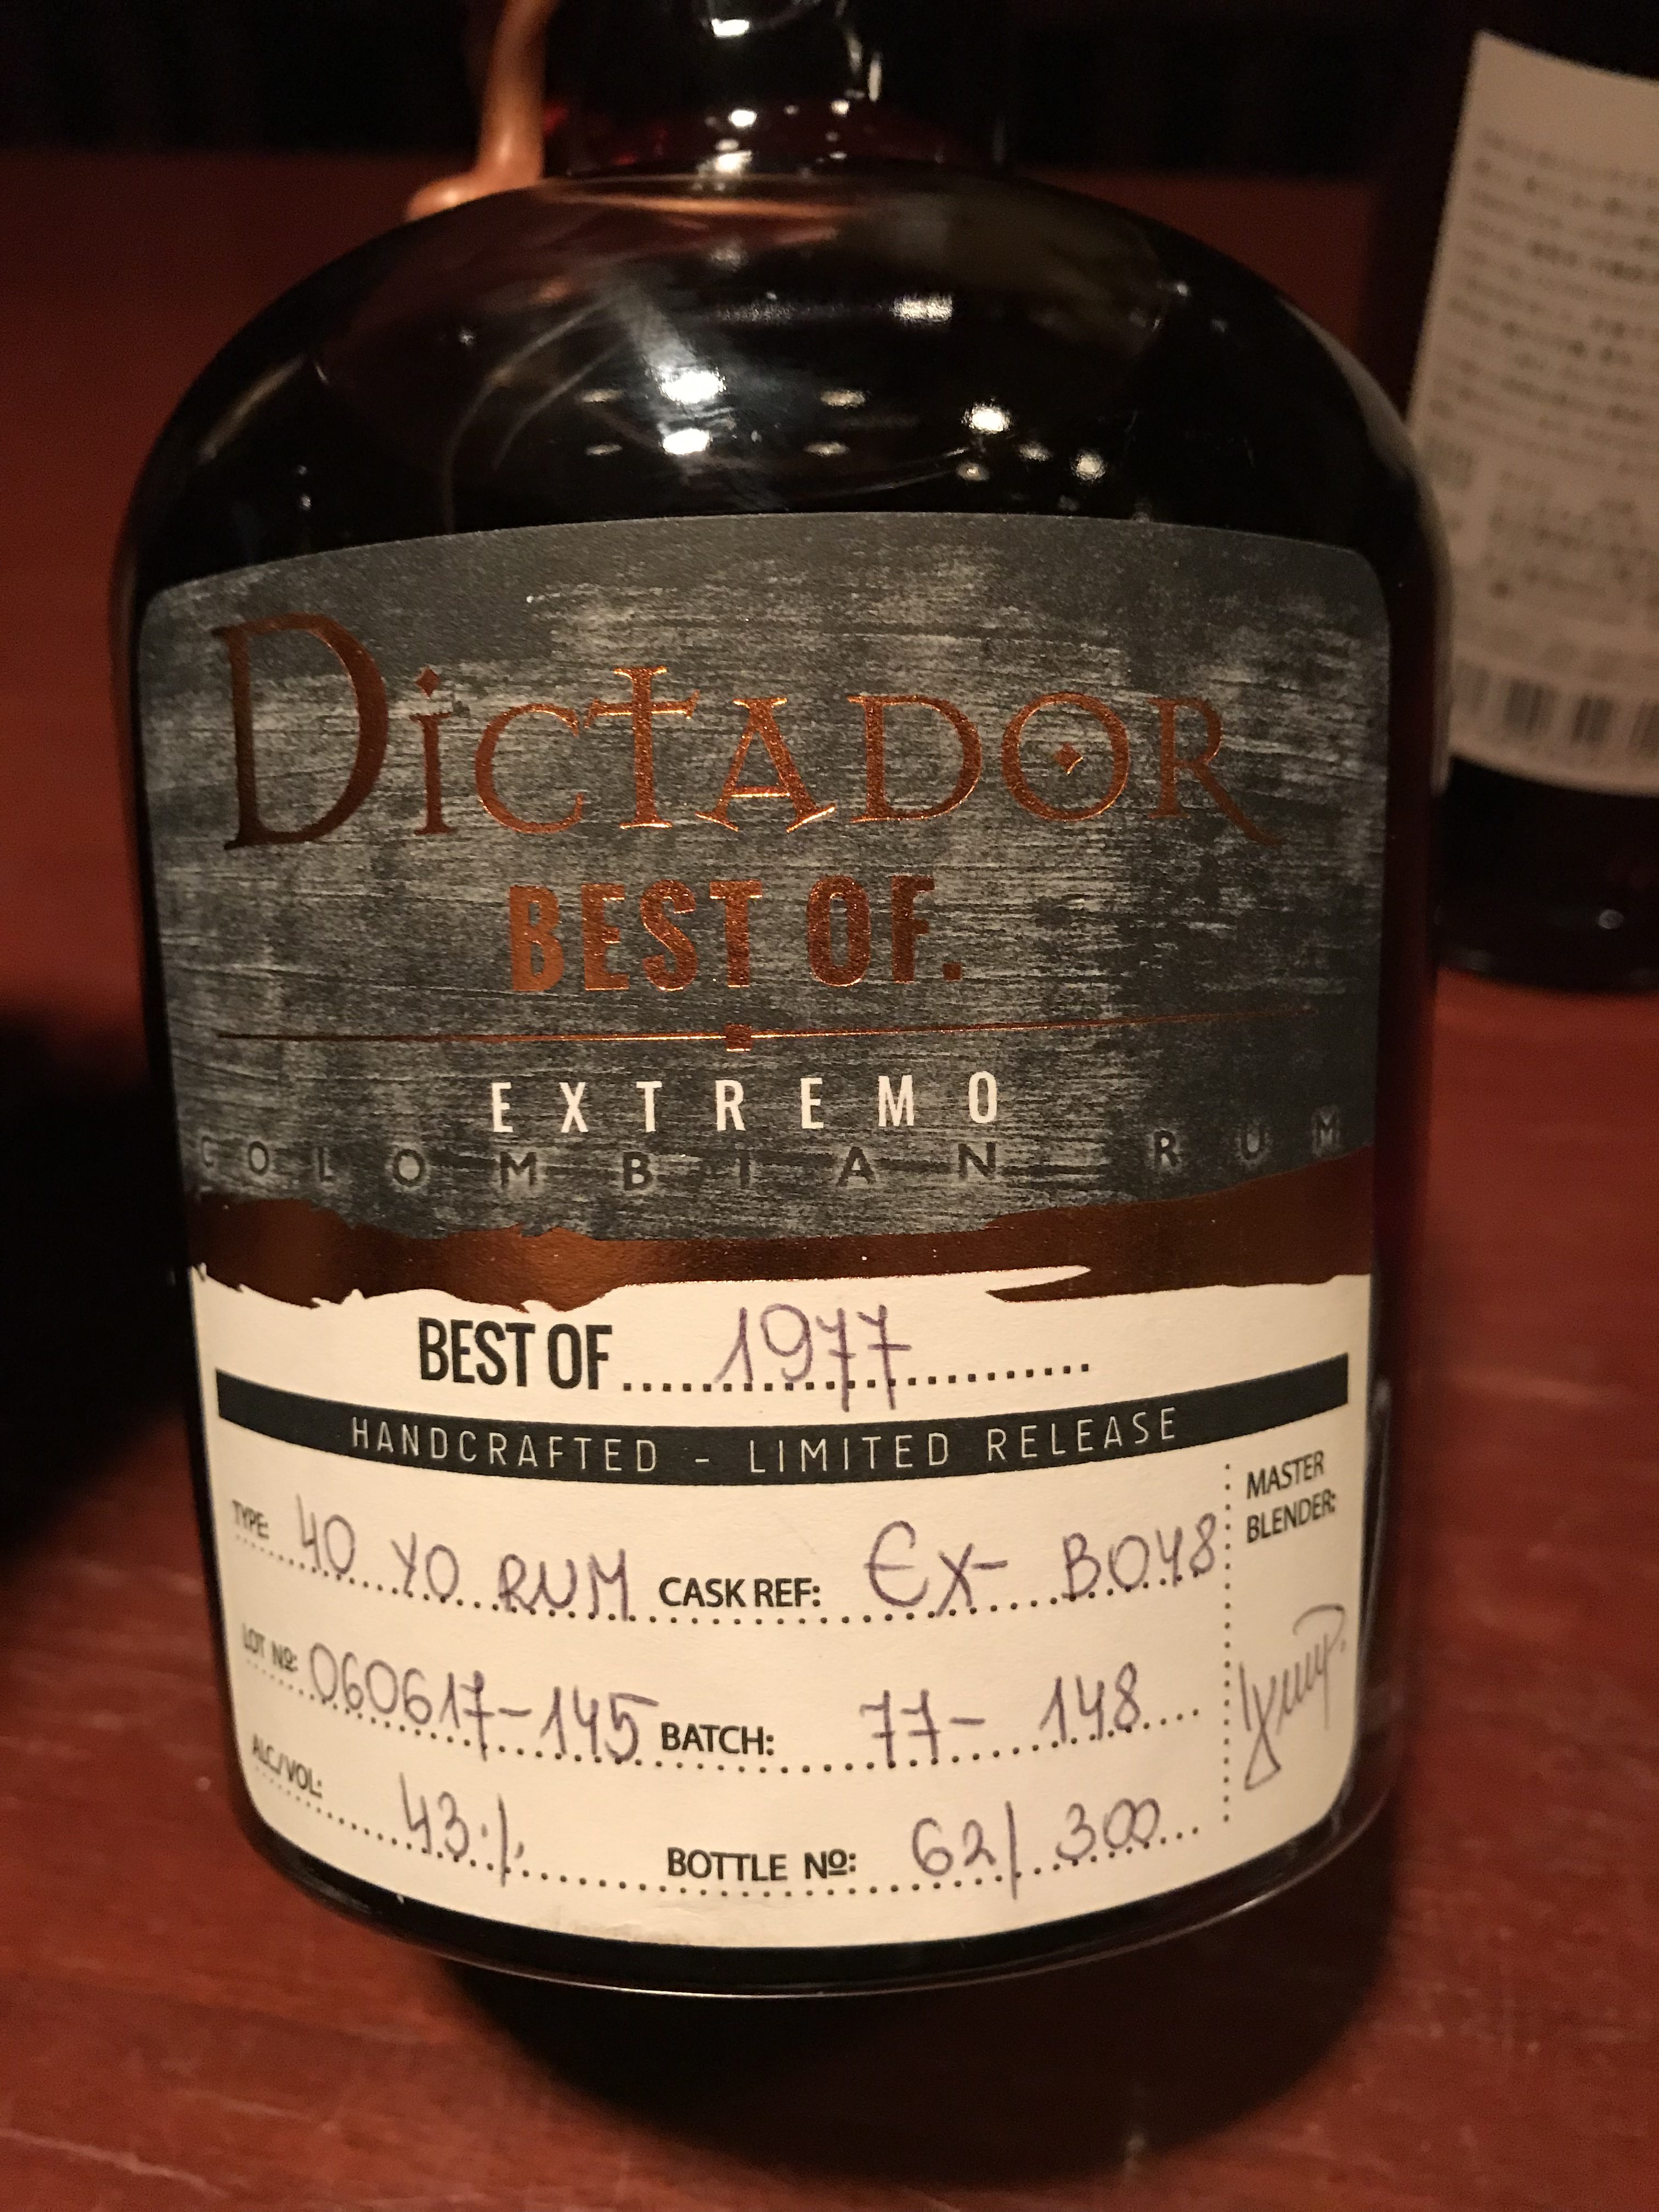 DICTADOR
BEST OF.
EXTREMO
COLOMBIAN RUM
BEST OF 1977
HANDCRAFTED - LIMITED RELEASE
TYPE: 40 YO RUM CASK REF: EX- B048
MASTER
BLENDER:
LOT Nº: 060617-145 BATCH: 77- 148
ALC/VOL: 43% BOTTLE Nº: 62/300